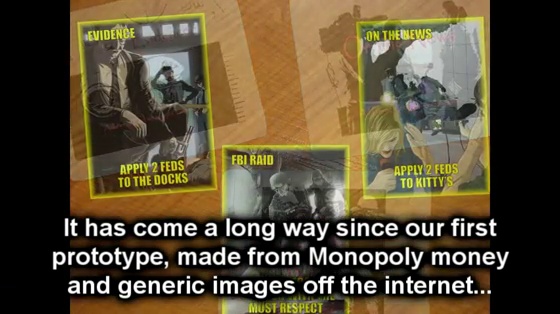 EVIDENCE
APPLY 2 FEDS
TO THE DOCKS
ON THE NEWS
APPLY 2 FEDS
TO KITTY'S
FBI RAID
MOST RESPECT
It has come a long way since our first
prototype, made from Monopoly money
and generic images off the internet...